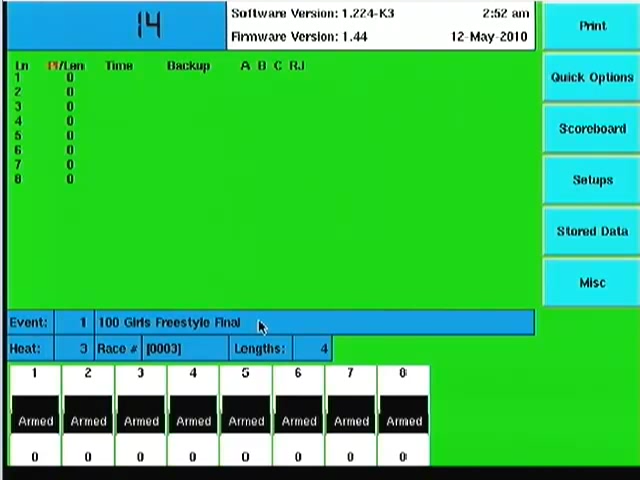 14
Software Version: 1.224-K3 2:52 am
Firmware Version: 1.44 12-May-2010
Print
Quick Options
Scoreboard
Setups
Stored Data
Misc
Ln Pl/Len Time Backup A B C RJ
1 0
2 0
3 0
4 0
5 0
6 0
7 0
8 0
Event: 1 100 Girls Freestyle Final
Heat: 3 Race # [0003] Lengths: 4
1 2 3 4 5 6 7 8
Armed Armed Armed Armed Armed Armed Armed Armed
0 0 0 0 0 0 0 0